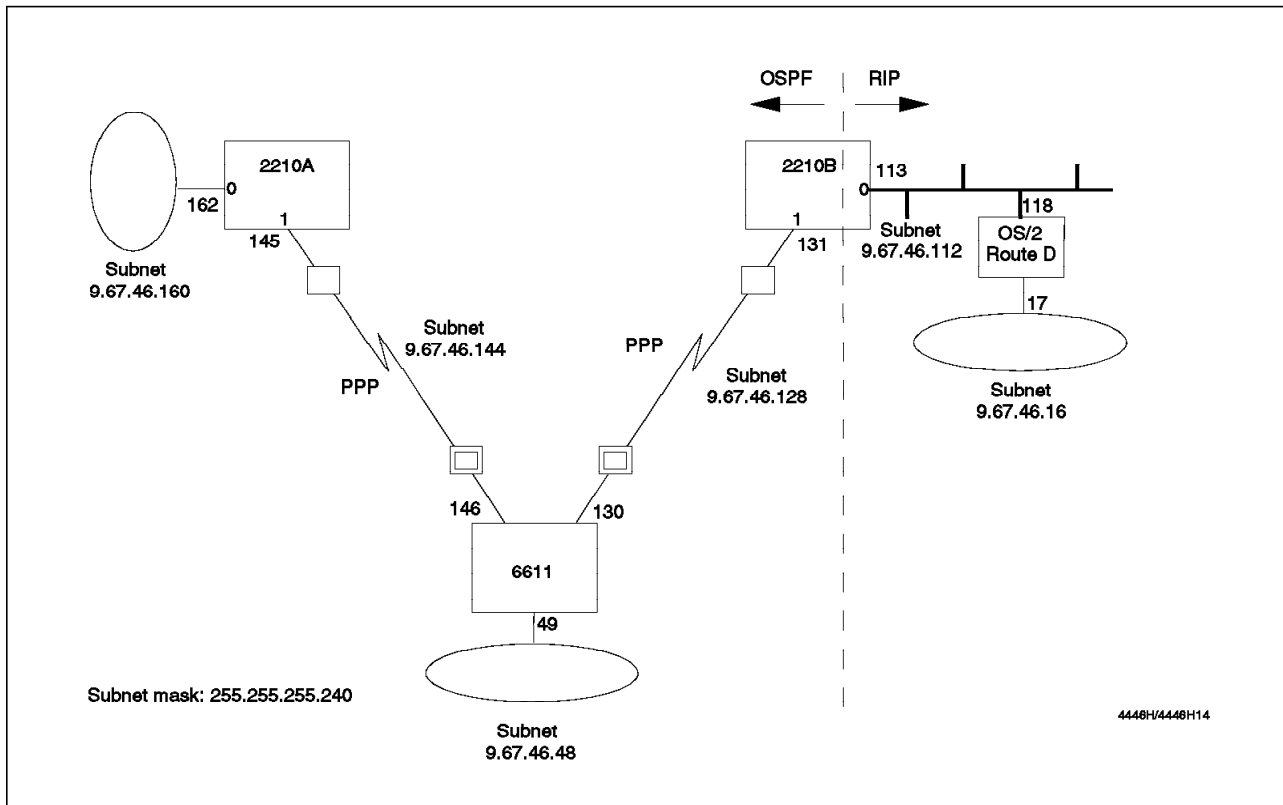 OSPF
RIP
2210A
162
0
1
145
Subnet
9.67.46.160
2210B
0
113
1
131
Subnet
9.67.46.112
118
OS/2
Route D
17
Subnet
9.67.46.16
Subnet
9.67.46.144
PPP
PPP
Subnet
9.67.46.128
146
130
6611
49
Subnet mask: 255.255.255.240
Subnet
9.67.46.48
4446H/4446H14